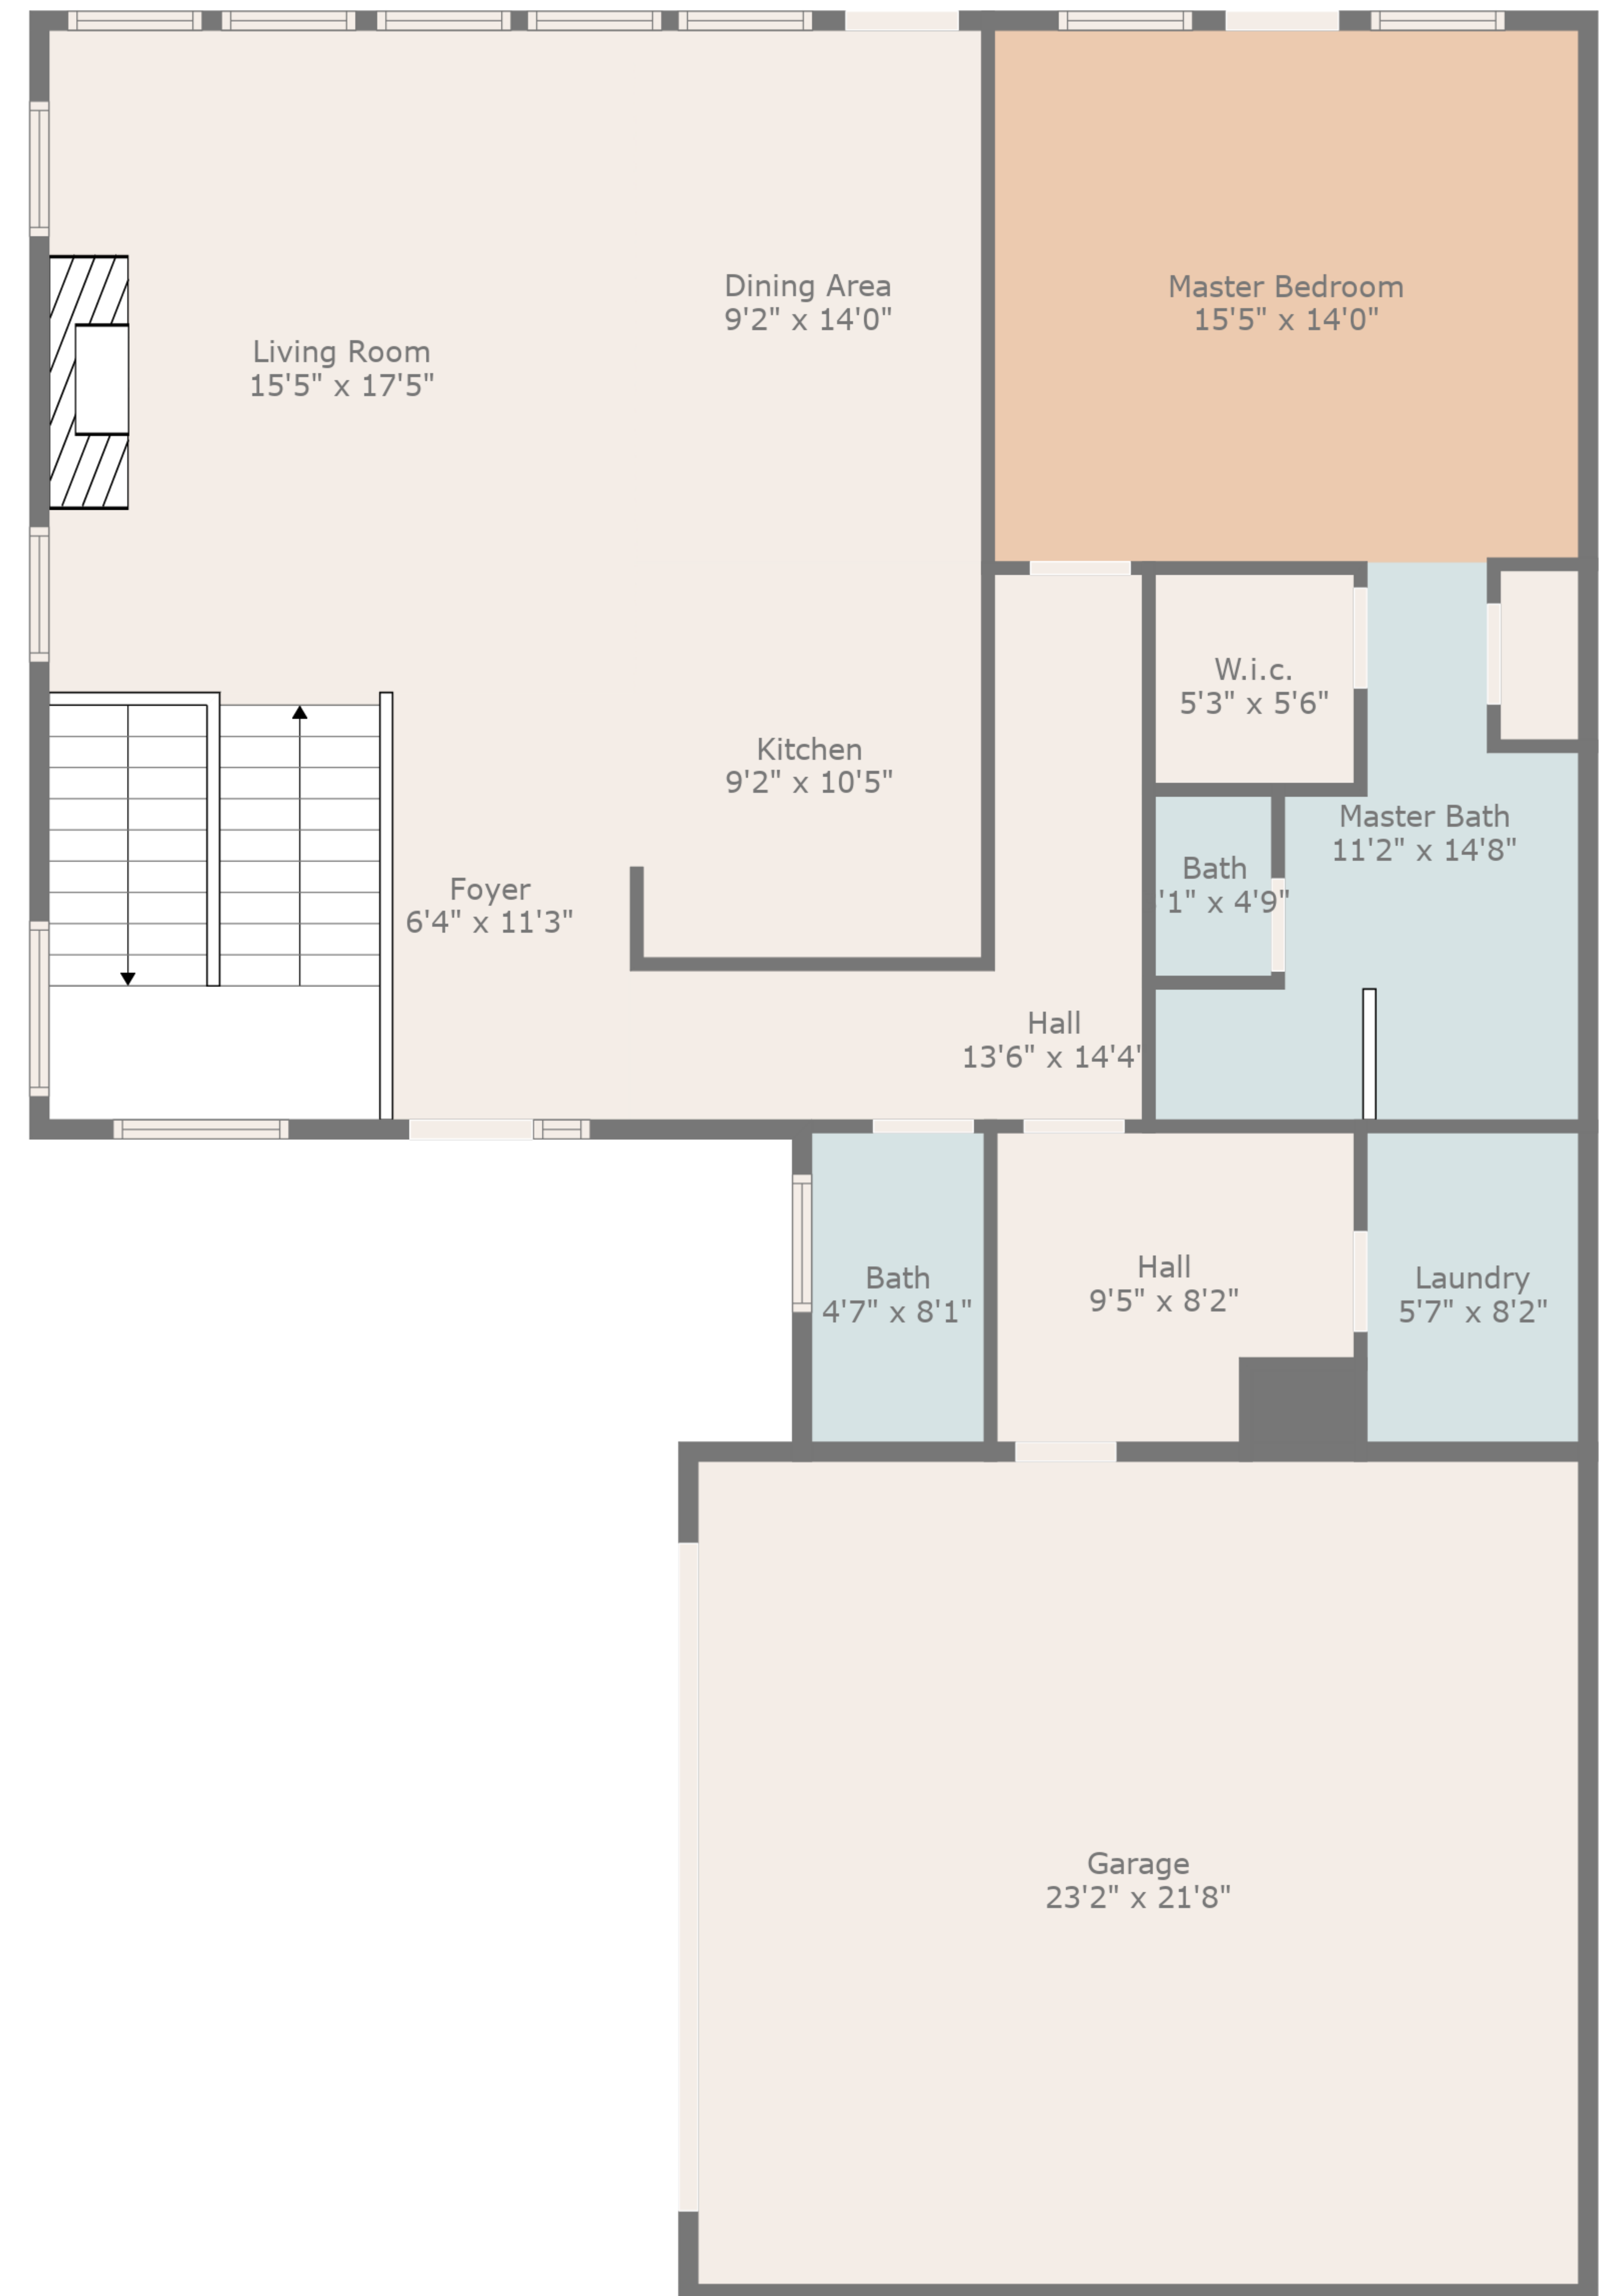 Dining Area
9'2" x 14'0"
Master Bedroom
15'5" x 14'0"
Living Room
15'5" x 17'5"
W.i.c.
5'3" x 5'6"
Kitchen
9'2" x 10'5"
Master Bath
11'2" x 14'8"
Bath
'1" x 4'9"
Foyer
6'4" x 11'3"
Hall
13'6" x 14'4'
Bath
4'7" x 8'1"
Hall
9'5" x 8'2"
Laundry
5'7" x 8'2"
Garage
23'2" x 21'8"